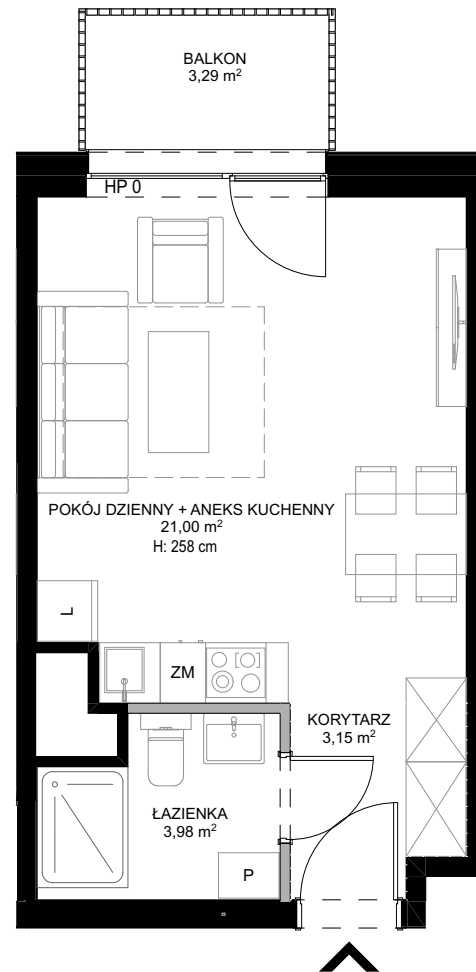 BALKON
3,29 m²
HP 0
POKÓJ DZIENNY + ANEKS KUCHENNY
21,00 m²
H: 258 cm
L
ZM
KORYTARZ
3,15 m²
ŁAZIENKA
3,98 m²
P